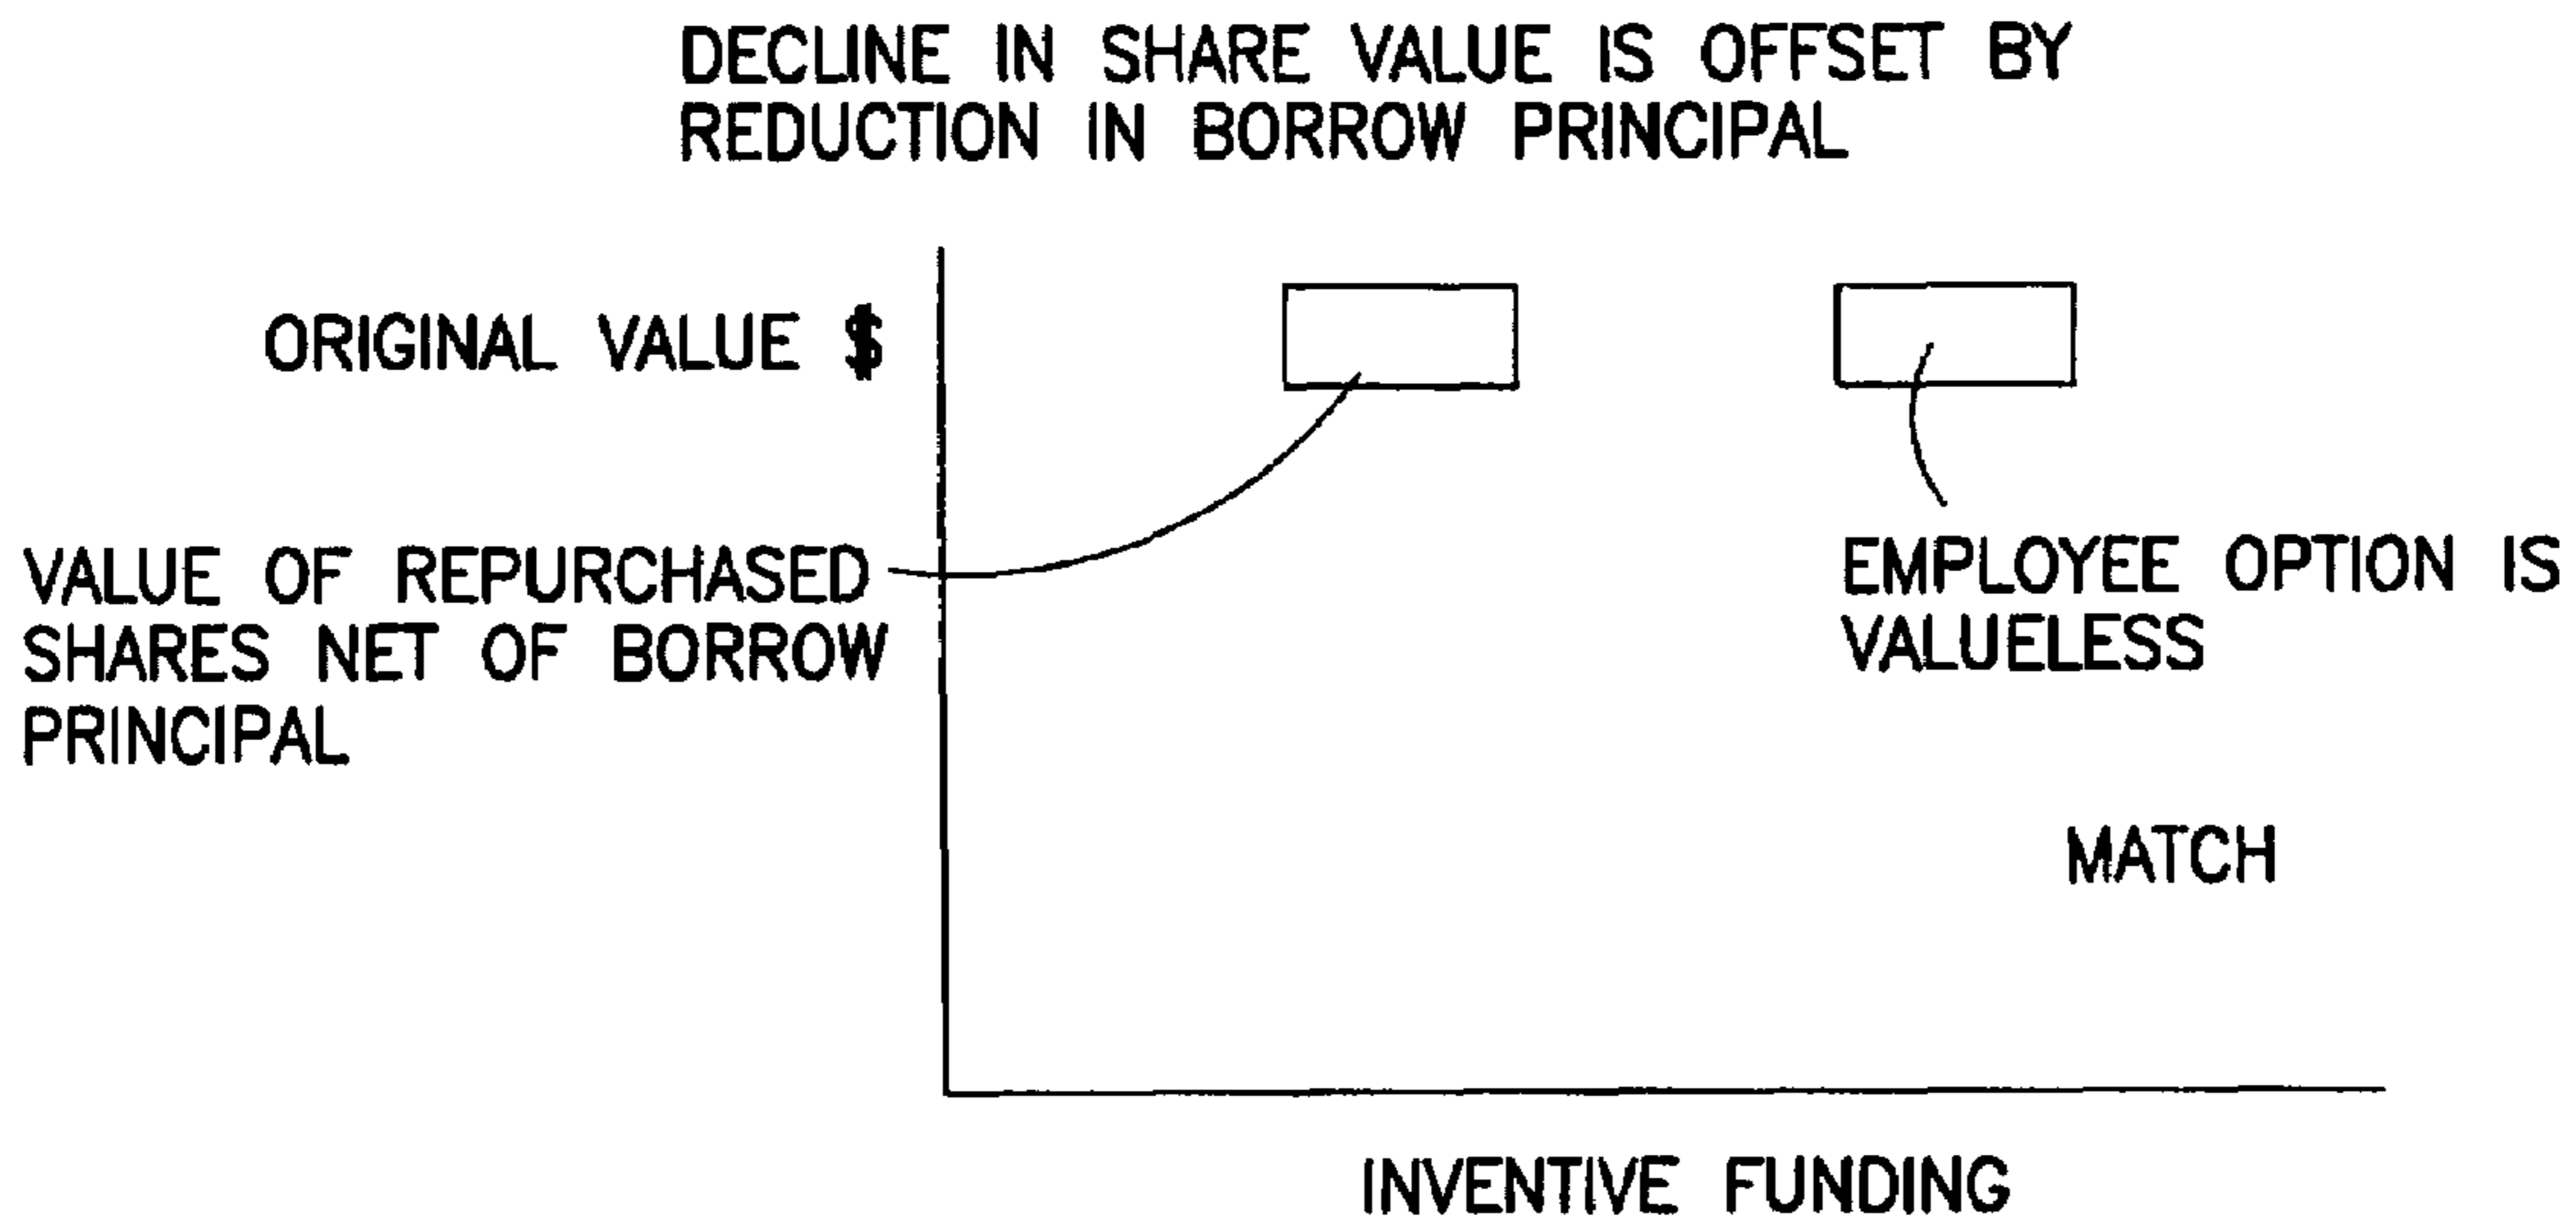 DECLINE IN SHARE VALUE IS OFFSET BY
REDUCTION IN BORROW PRINCIPAL
ORIGINAL VALUE $
VALUE OF REPURCHASED
SHARES NET OF BORROW
PRINCIPAL
EMPLOYEE OPTION IS
VALUELESS
MATCH
INVENTIVE FUNDING